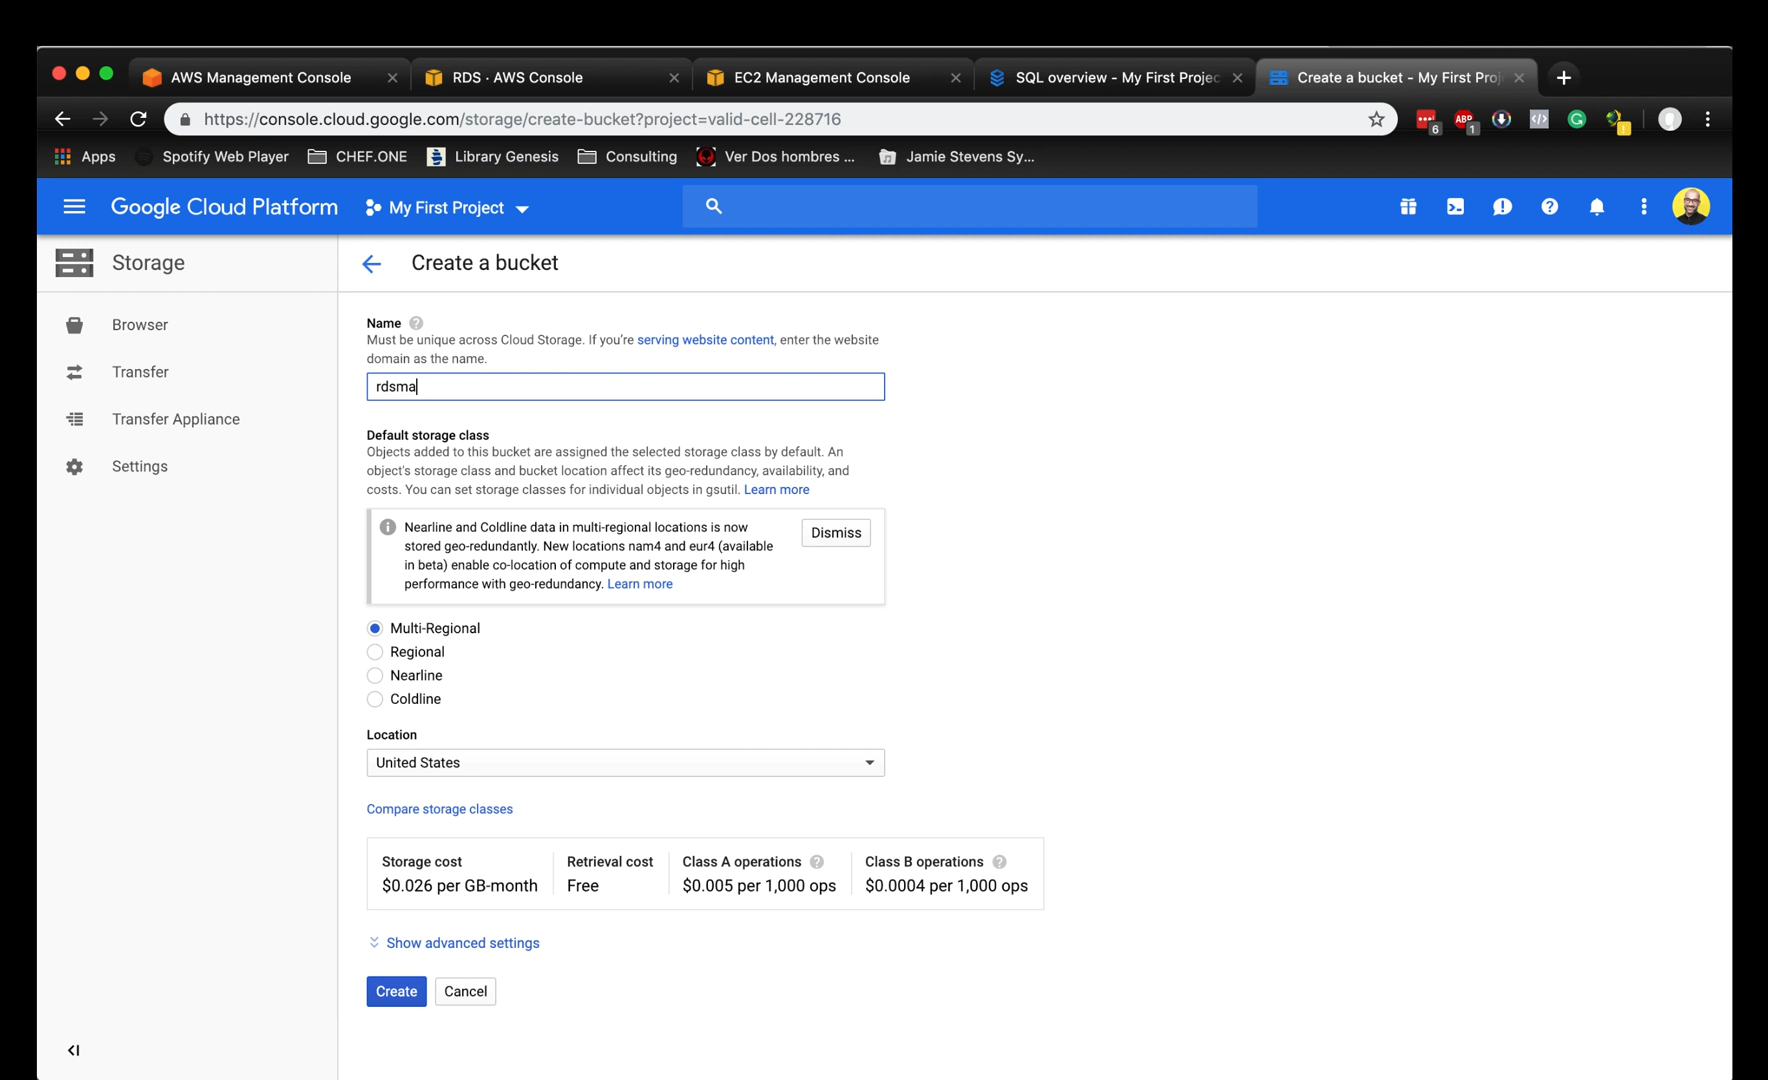 AWS Management Console
RDS · AWS Console
EC2 Management Console
SQL overview - My First Projec
Create a bucket - My First Proj
https://console.cloud.google.com/storage/create-bucket?project=valid-cell-228716
6
ABP
1
Apps
Spotify Web Player
CHEF.ONE
Library Genesis
Consulting
Ver Dos hombres ...
Jamie Stevens Sy...
Google Cloud Platform
My First Project
Storage
Create a bucket
Browser
Transfer
Transfer Appliance
Settings
Name
Must be unique across Cloud Storage. If you're serving website content, enter the website
domain as the name.
rdsma
Default storage class
Objects added to this bucket are assigned the selected storage class by default. An
object's storage class and bucket location affect its geo-redundancy, availability, and
costs. You can set storage classes for individual objects in gsutil. Learn more
Nearline and Coldline data in multi-regional locations is now
stored geo-redundantly. New locations nam4 and eur4 (available
in beta) enable co-location of compute and storage for high
performance with geo-redundancy. Learn more
Dismiss
Multi-Regional
Regional
Nearline
Coldline
Location
United States
Compare storage classes
Storage cost
$0.026 per GB-month
Retrieval cost
Free
Class A operations
$0.005 per 1,000 ops
Class B operations
$0.0004 per 1,000 ops
Show advanced settings
Create
Cancel